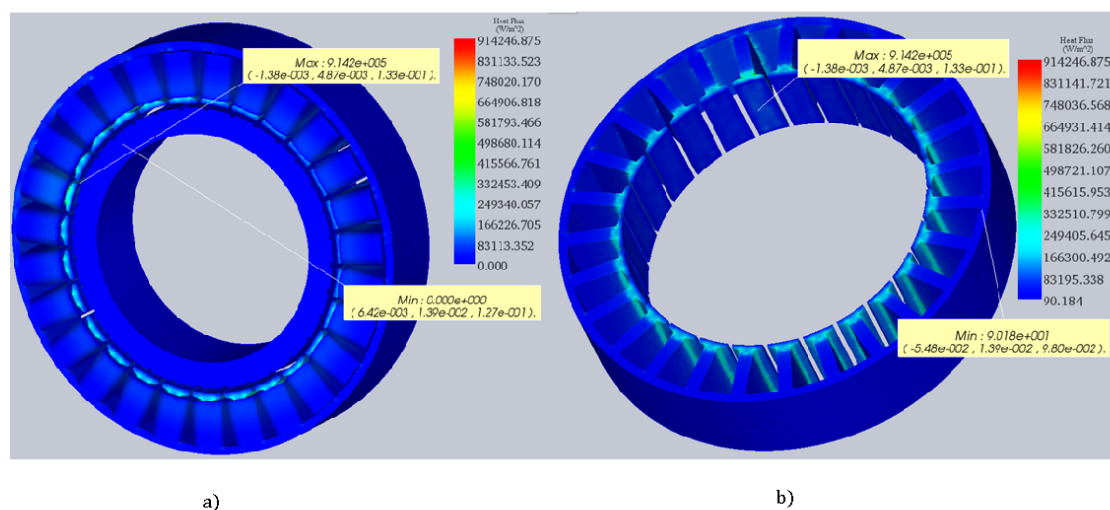 Heat Flux
(W/m^2)
914246.875
831133.523
748020.170
664906.818
581793.466
498680.114
415566.761
332453.409
249340.057
166226.705
83113.352
0.000
Max : 9.142e+005
( -1.38e-003 , 4.87e-003 , 1.33e-001).
Min : 0.000e+000
( 6.42e-003 , 1.39e-002 , 1.27e-001).
a)
Heat Flux
(W/m^2)
914246.875
831141.721
748036.568
664931.414
581826.260
498721.107
415615.953
332510.799
249405.645
166300.492
83195.338
90.184
Max : 9.142e+005
( -1.38e-003 , 4.87e-003 , 1.33e-001).
Min : 9.018e+001
( -5.48e-002 , 1.39e-002 , 9.80e-002).
b)